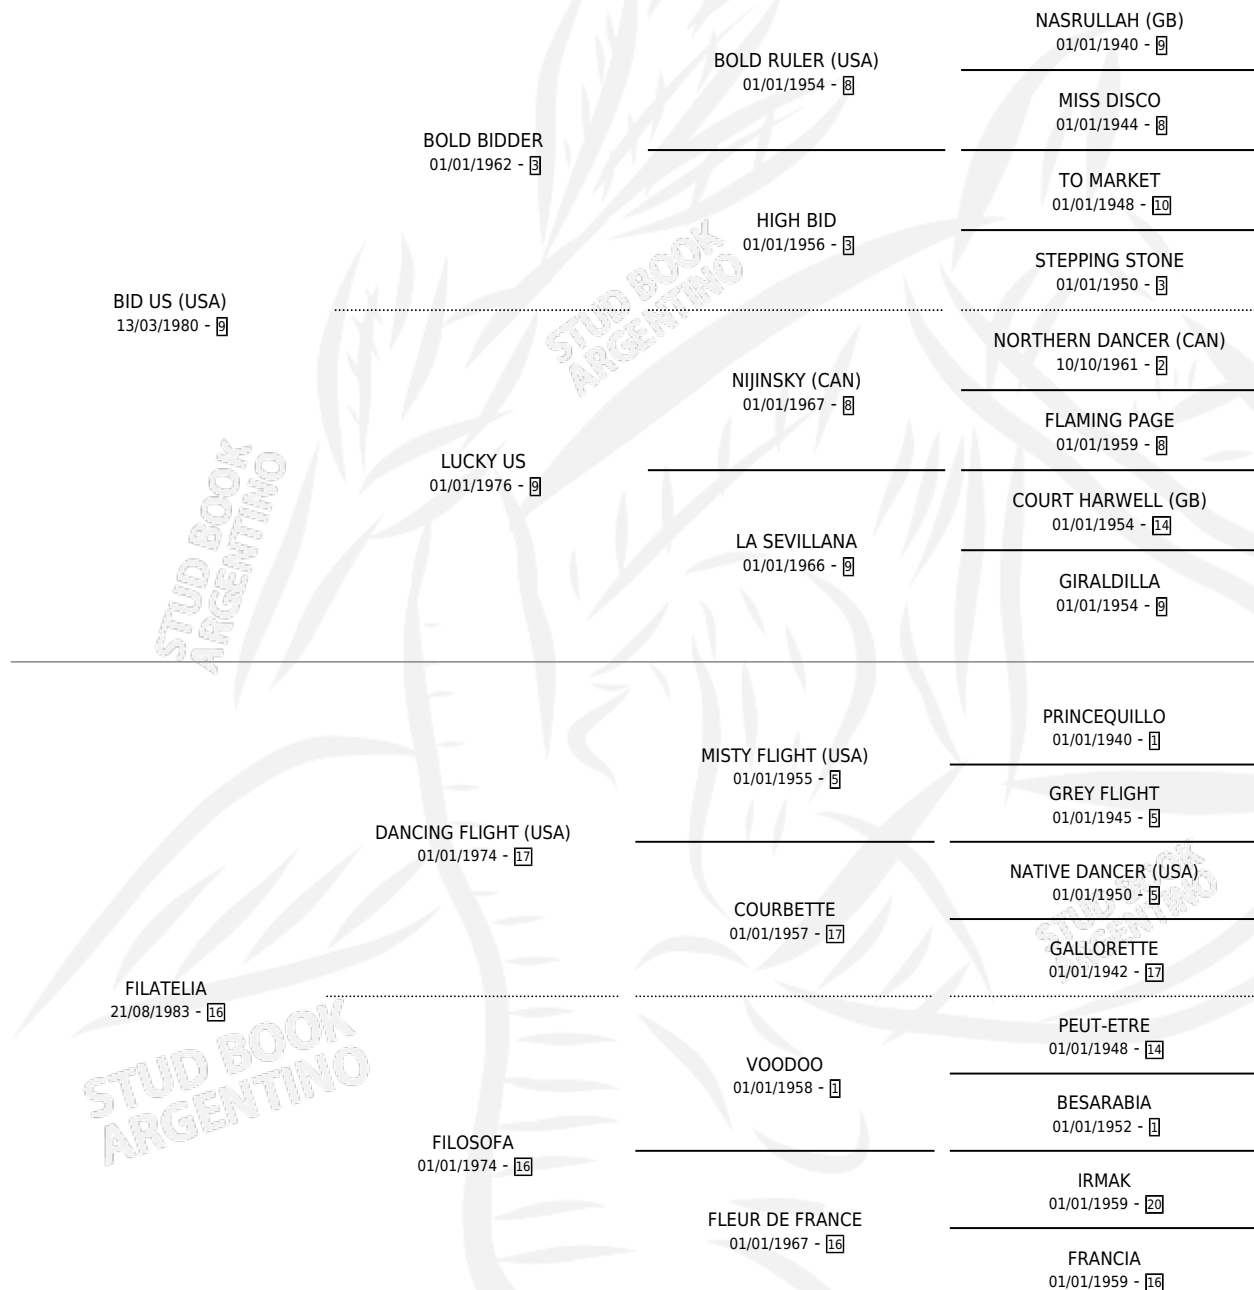 NASRULLAH (GB)
01/01/1940 - 9
BOLD RULER (USA)
01/01/1954 - 8
MISS DISCO
01/01/1944 - 8
BOLD BIDDER
01/01/1962 - 3
TO MARKET
01/01/1948 - 10
HIGH BID
01/01/1956 - 3
STEPPING STONE
01/01/1950 - 3
BID US (USA)
13/03/1980 - 9
NORTHERN DANCER (CAN)
10/10/1961 - 2
NIJINSKY (CAN)
01/01/1967 - 8
FLAMING PAGE
01/01/1959 - 8
LUCKY US
01/01/1976 - 9
COURT HARWELL (GB)
01/01/1954 - 14
LA SEVILLANA
01/01/1966 - 9
GIRALDILLA
01/01/1954 - 9
PRINCEQUILLO
01/01/1940 - 1
MISTY FLIGHT (USA)
01/01/1955 - 5
GREY FLIGHT
01/01/1945 - 5
DANCING FLIGHT (USA)
01/01/1974 - 17
NATIVE DANCER (USA)
01/01/1950 - 5
COURBETTE
01/01/1957 - 17
GALLORETTE
01/01/1942 - 17
FILATELIA
21/08/1983 - 16
PEUT-ETRE
01/01/1948 - 14
VOODOO
01/01/1958 - 1
BESARABIA
01/01/1952 - 1
FILOSOFA
01/01/1974 - 16
IRMAK
01/01/1959 - 20
FLEUR DE FRANCE
01/01/1967 - 16
FRANCIA
01/01/1959 - 16
STUD BOOK
ARGENTINO
STUD BOOK
ARGENTINO
STUD BOOK
ARGENTINO
STUD BOOK
ARGENTINO